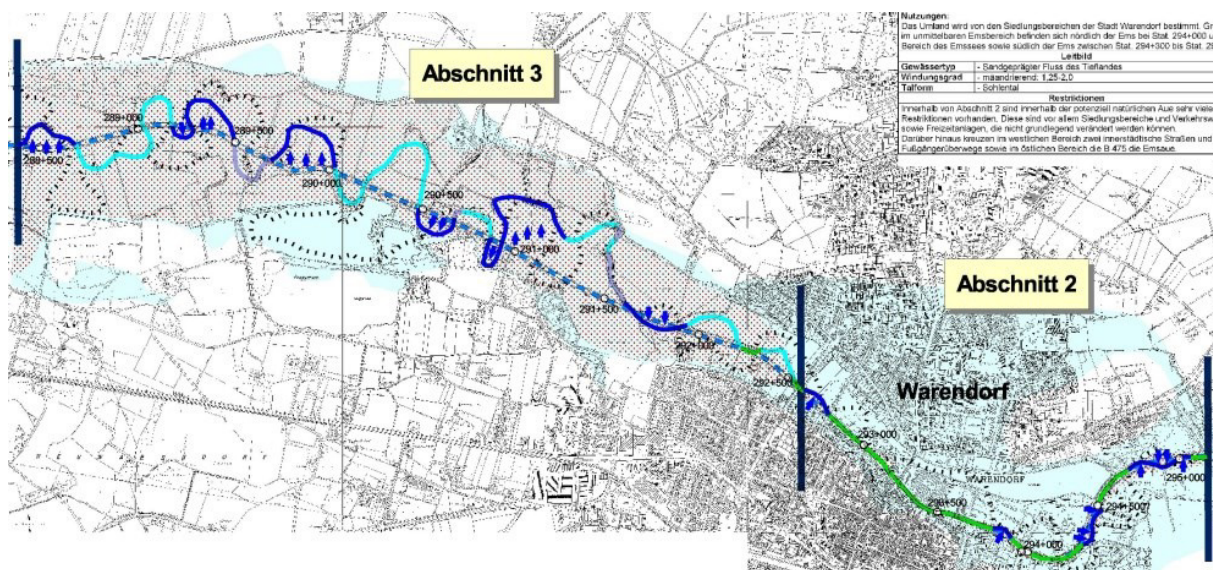 Nutzungen:
Das Umland wird von den Siedlungsbereichen der Stadt Warendorf bestimmt.
im unmittelbaren Emsbereich befinden sich nördlich der Ems bei Stat. 294+000
Bereich des Emssees sowie südlich der Ems zwischen Stat. 294+300 bis Stat.
Leitbild
Gewässertyp - Sandgeprägter Fluss des Tieflandes
Windungsgrad - mäandrierend: 1,25-2,0
Talform - Sohlental
Restriktionen
Innerhalb von Abschnitt 2 sind innerhalb der potenziell natürlichen Aue sehr viele
Restriktionen vorhanden. Diese sind vor allem Siedlungsbereiche und
sowie Freizeitanlagen, die nicht grundlegend verändert werden können.
Darüber hinaus kreuzen im westlichen Bereich zwei innerstädtische Straßen und
Fußgängerüberwege sowie im östlichen Bereich die B 475 die Emsaue.
Abschnitt 3
289+000
289+500
288+500
290+000
290+500
291+000
291+500
292+000
292+500
Abschnitt 2
Warendorf
293+000
WARENDORF
293+500
294+000
294+500
295+000